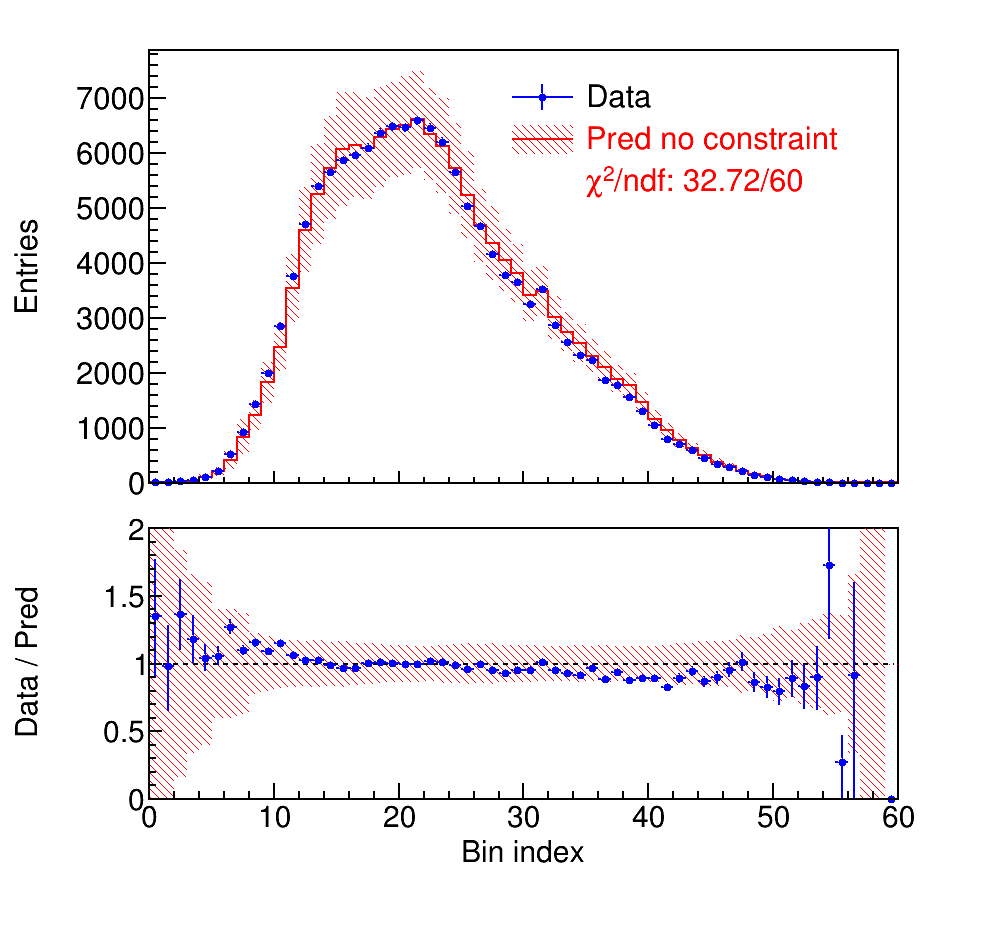 Entries
7000
6000
5000
4000
3000
2000
1000
0
Data
Pred no constraint
χ²/ndf: 32.72/60
Data / Pred
2
1.5
1
0.5
0
0 10 20 30 40 50 60
Bin index